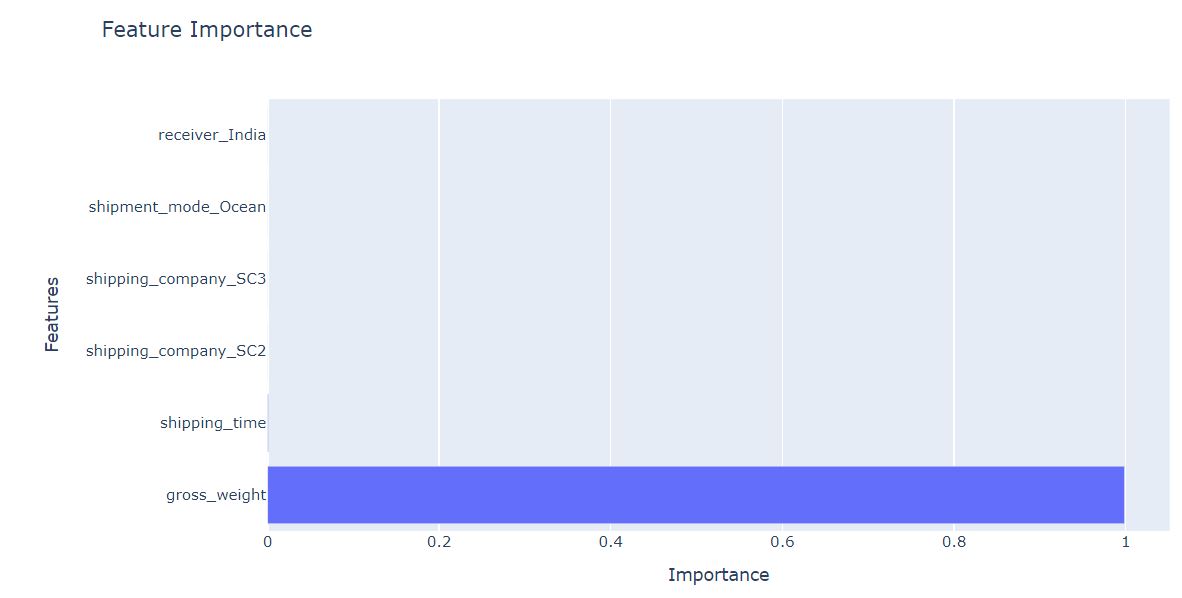 Feature Importance
receiver_India
shipment_mode_Ocean
shipping_company_SC3
Features
shipping_company_SC2
shipping_time
gross_weight
0 0.2 0.4 0.6 0.8 1
Importance